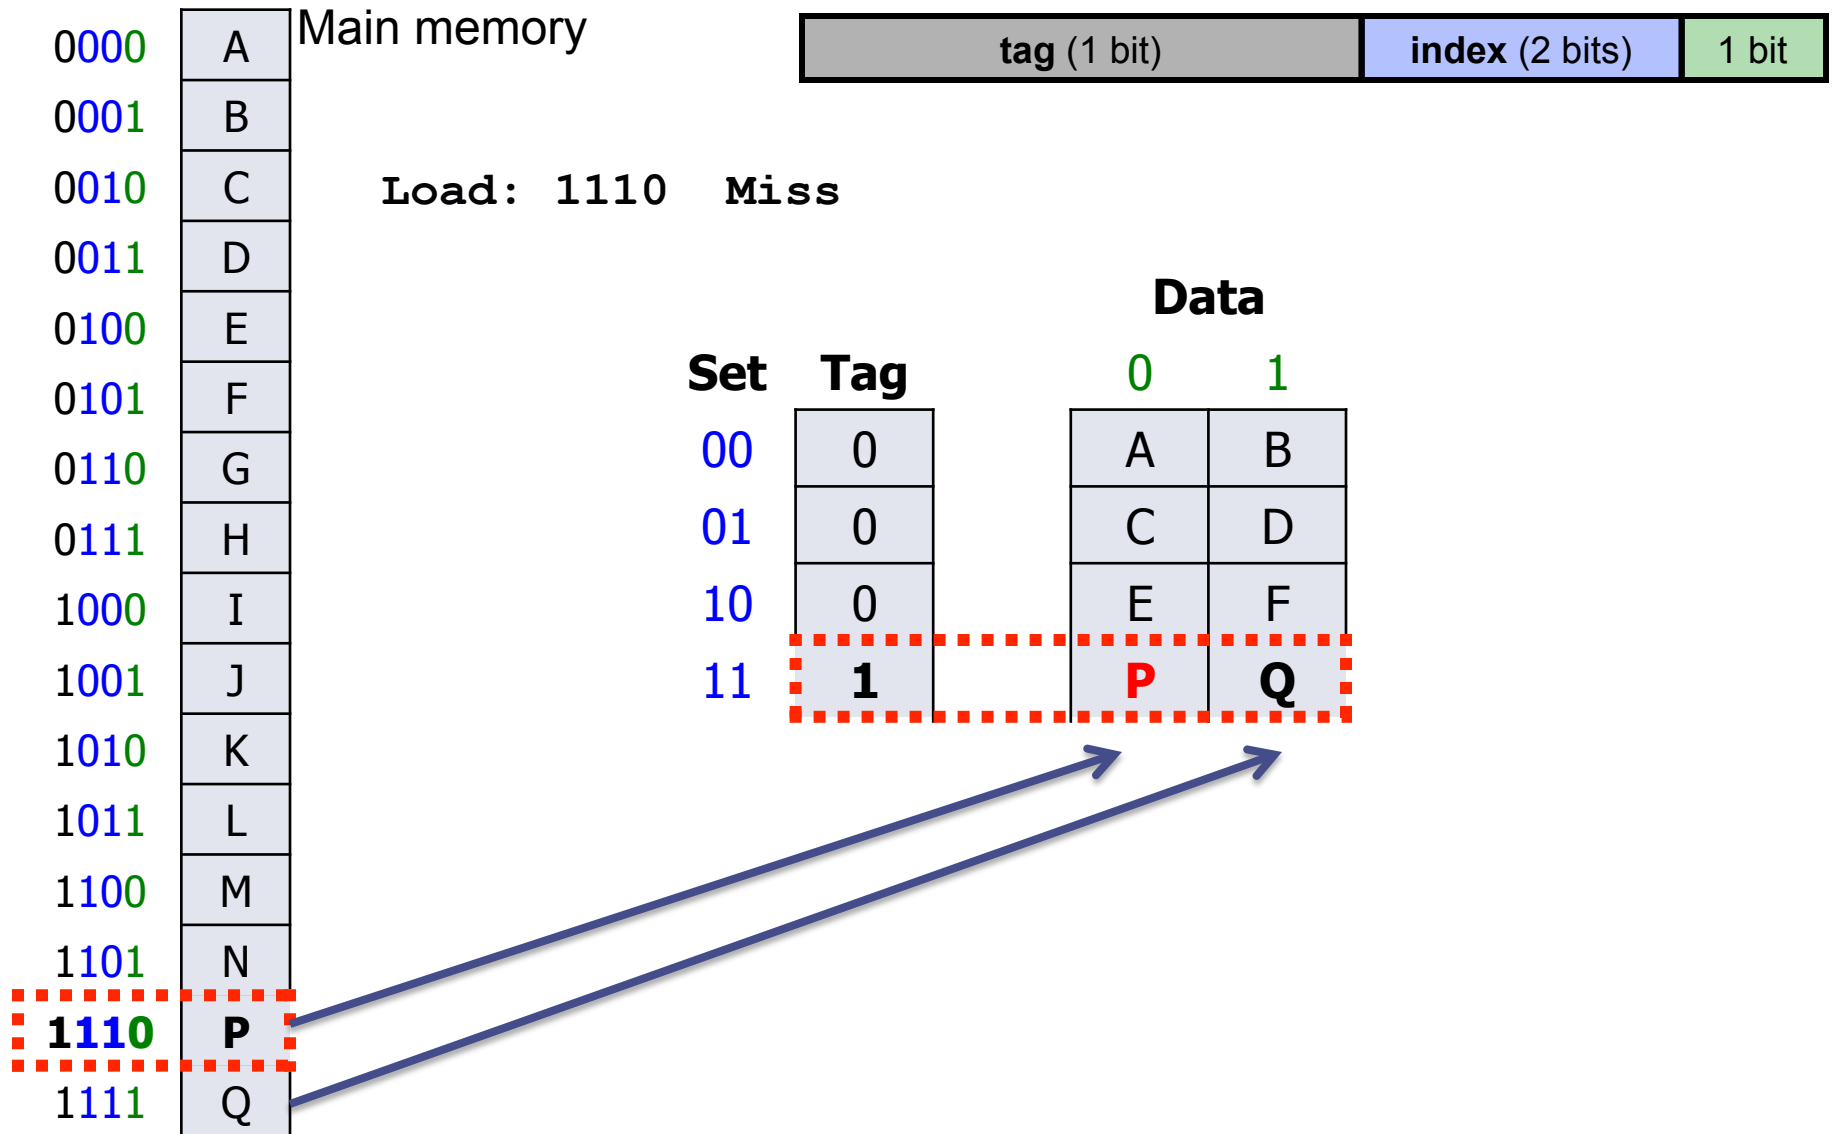 Main memory
tag (1 bit) index (2 bits) 1 bit
0000 A
0001 B
0010 C
0011 D
0100 E
0101 F
0110 G
0111 H
1000 I
1001 J
1010 K
1011 L
1100 M
1101 N
1110 P
1111 Q
Load: 1110 Miss
Data
Set Tag 0 1
00 0 A B
01 0 C D
10 0 E F
11 1 P Q